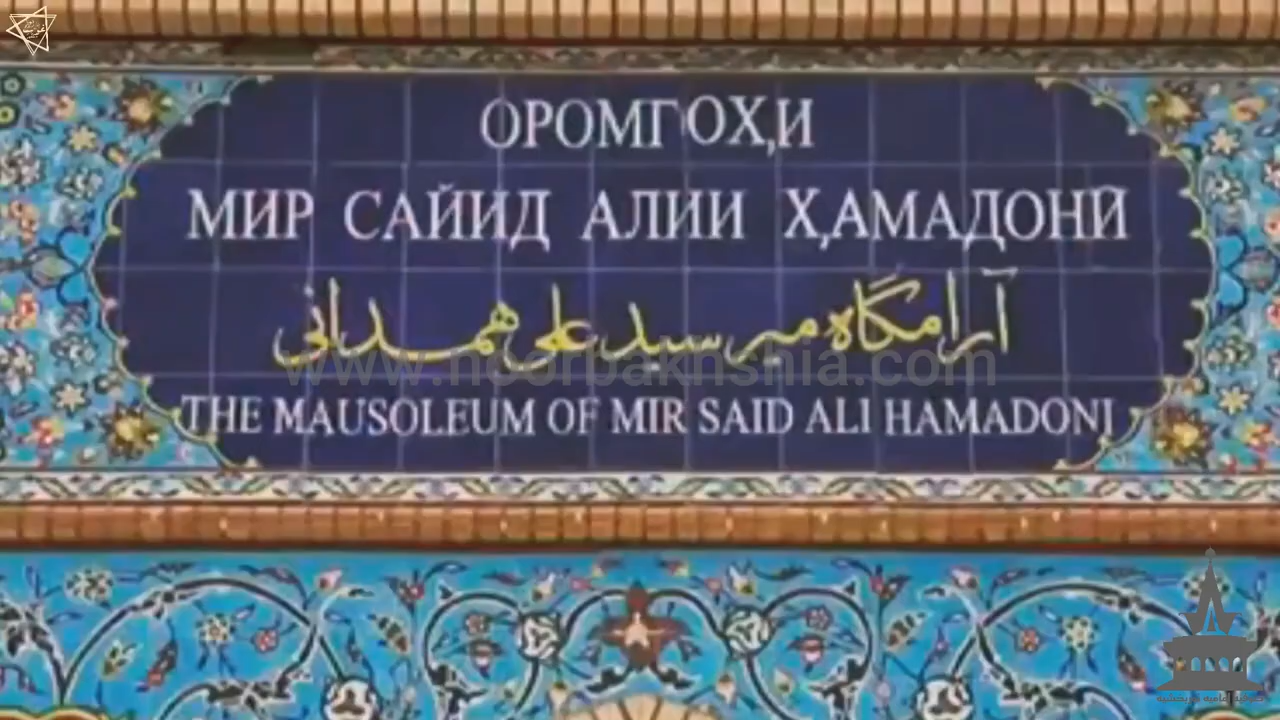 ОРОМГОҲИ
МИР САЙИД АЛИИ ҲАМАДОНӢ
آرامگاه میر سید علی همدانی
www.noorbakhshia.com
THE MAUSOLEUM OF MIR SAID ALI HAMADONI